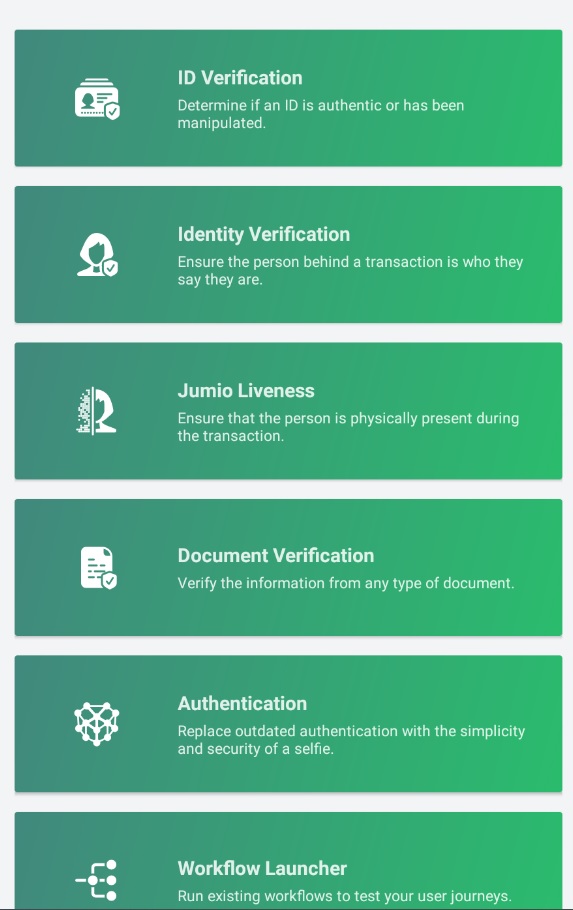 ID Verification
Determine if an ID is authentic or has been
manipulated.
Identity Verification
Ensure the person behind a transaction is who they
say they are.
Jumio Liveness
Ensure that the person is physically present during
the transaction.
Document Verification
Verify the information from any type of document.
Authentication
Replace outdated authentication with the simplicity
and security of a selfie.
Workflow Launcher
Run existing workflows to test your user journeys.